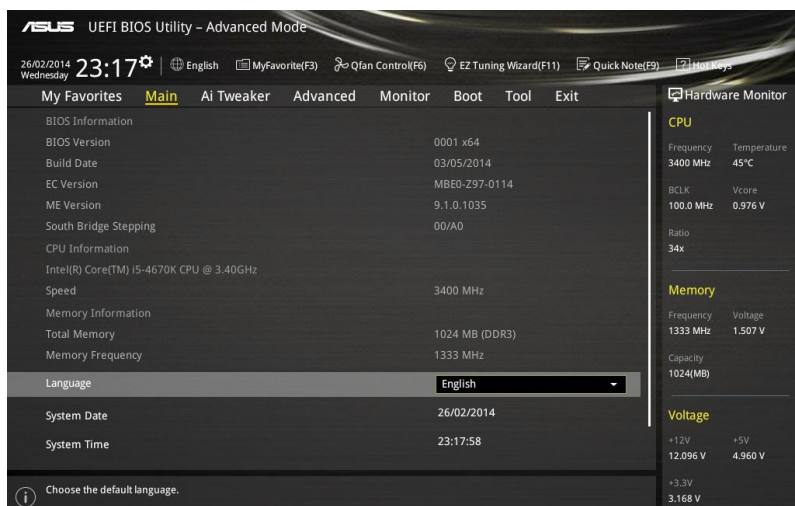 ASUS UEFI BIOS Utility – Advanced Mode
26/02/2014
Wednesday
23:17
English MyFavorite(F3) Qfan Control(F6) EZ Tuning Wizard(F11) Quick Note(F9) ? Hot Keys
My Favorites Main Ai Tweaker Advanced Monitor Boot Tool Exit
BIOS Information
BIOS Version 0001 x64
Build Date 03/05/2014
EC Version MBE0-Z97-0114
ME Version 9.1.0.1035
South Bridge Stepping 00/A0
CPU Information
Intel(R) Core(TM) i5-4670K CPU @ 3.40GHz
Speed 3400 MHz
Memory Information
Total Memory 1024 MB (DDR3)
Memory Frequency 1333 MHz
Language English
System Date 26/02/2014
System Time 23:17:58
i Choose the default language.
Hardware Monitor
CPU
Frequency Temperature
3400 MHz 45°C
BCLK Vcore
100.0 MHz 0.976 V
Ratio
34x
Memory
Frequency Voltage
1333 MHz 1.507 V
Capacity
1024(MB)
Voltage
+12V +5V
12.096 V 4.960 V
+3.3V
3.168 V